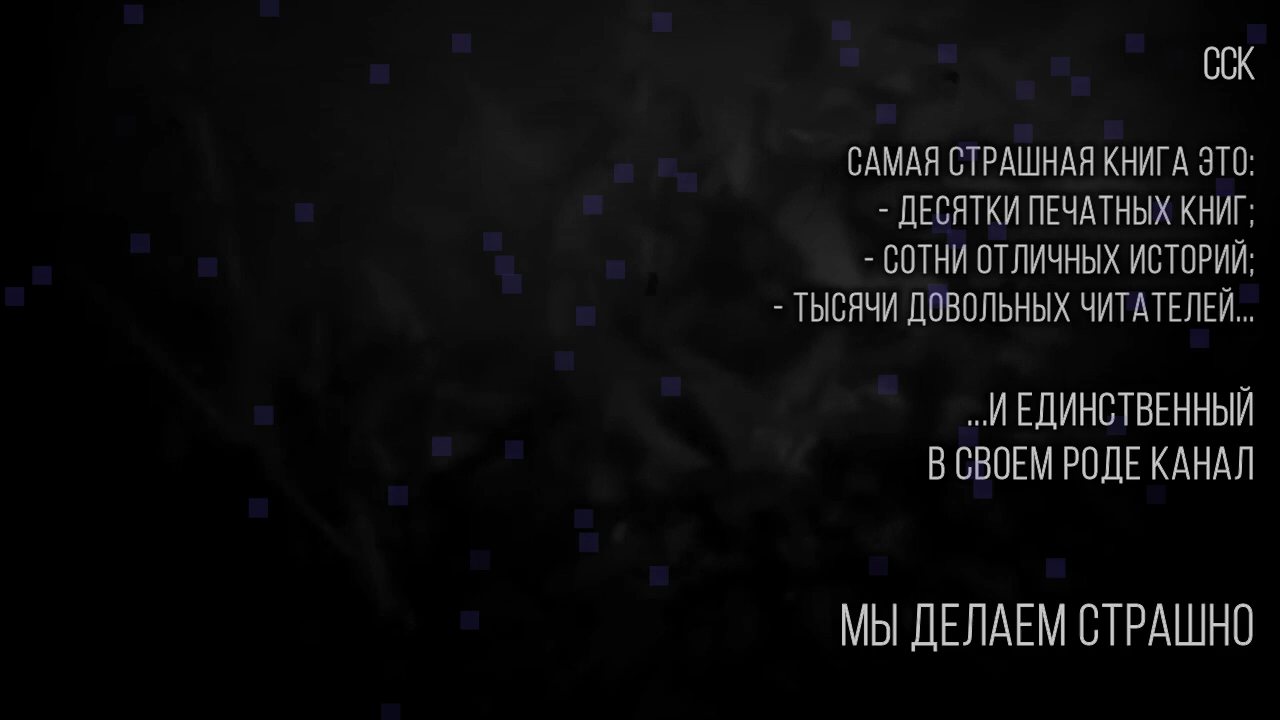 ССК
САМАЯ СТРАШНАЯ КНИГА ЭТО:
- ДЕСЯТКИ ПЕЧАТНЫХ КНИГ;
- СОТНИ ОТЛИЧНЫХ ИСТОРИЙ;
- ТЫСЯЧИ ДОВОЛЬНЫХ ЧИТАТЕЛЕЙ...
...И ЕДИНСТВЕННЫЙ
В СВОЕМ РОДЕ КАНАЛ
МЫ ДЕЛАЕМ СТРАШНО